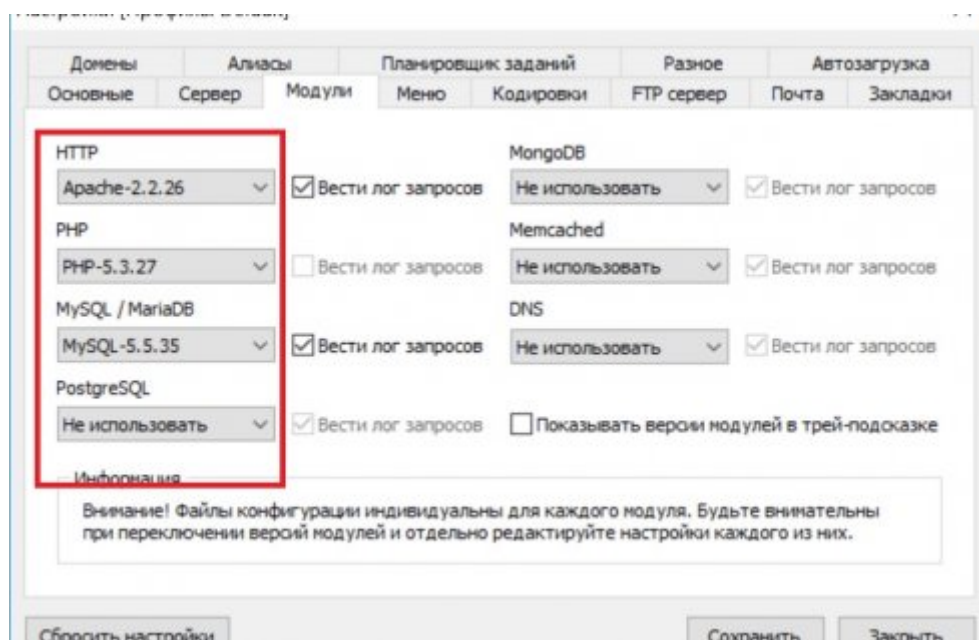 Домены Алиасы Планировщик заданий Разное Автозагрузка
Основные Сервер Модули Меню Кодировки FTP сервер Почта Закладки
HTTP MongoDB
Apache-2.2.26 Вести лог запросов Не использовать Вести лог запросов
PHP Memcached
PHP-5.3.27 Вести лог запросов Не использовать Вести лог запросов
MySQL / MariaDB DNS
MySQL-5.5.35 Вести лог запросов Не использовать Вести лог запросов
PostgreSQL
Не использовать Вести лог запросов Показывать версии модулей в трей-подсказке
Информация
Внимание! Файлы конфигурации индивидуальны для каждого модуля. Будьте внимательны
при переключении версий модулей и отдельно редактируйте настройки каждого из них.
Сбросить настройки Сохранить Закрыть